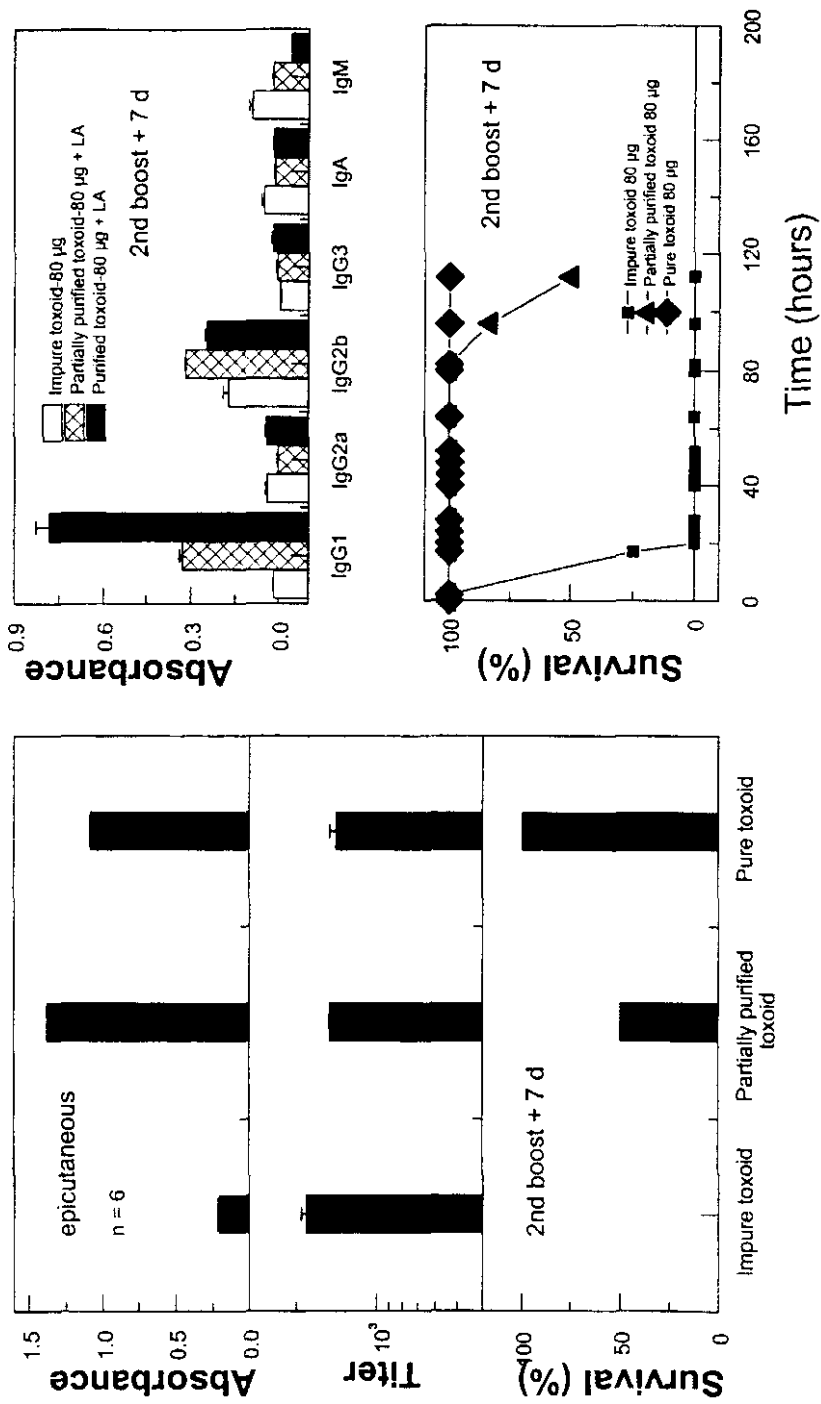 epicutaneous
n = 6
1.5
1.0
0.5
0.0
Absorbance
10³
Titer
2nd boost + 7 d
100
50
0
Survival (%)
Impure toxoid
Partially purified
toxoid
Pure toxoid
Impure toxoid-80 µg
Partially purified toxoid-80 µg + LA
Purified toxoid-80 µg + LA
2nd boost + 7 d
0.9
0.6
0.3
0.0
Absorbance
IgG1
IgG2a
IgG2b
IgG3
IgA
IgM
2nd boost + 7 d
Impure toxoid 80 µg
Partially purified toxoid 80 µg
Pure toxoid 80 µg
100
50
0
Survival (%)
0
40
80
120
160
200
Time (hours)